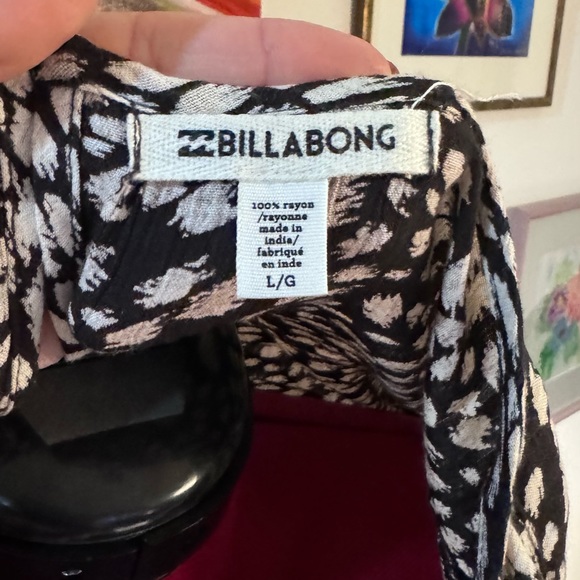 BILLABONG
100% rayon
/rayonne
made in
india/
fabriqué
en inde
L/G